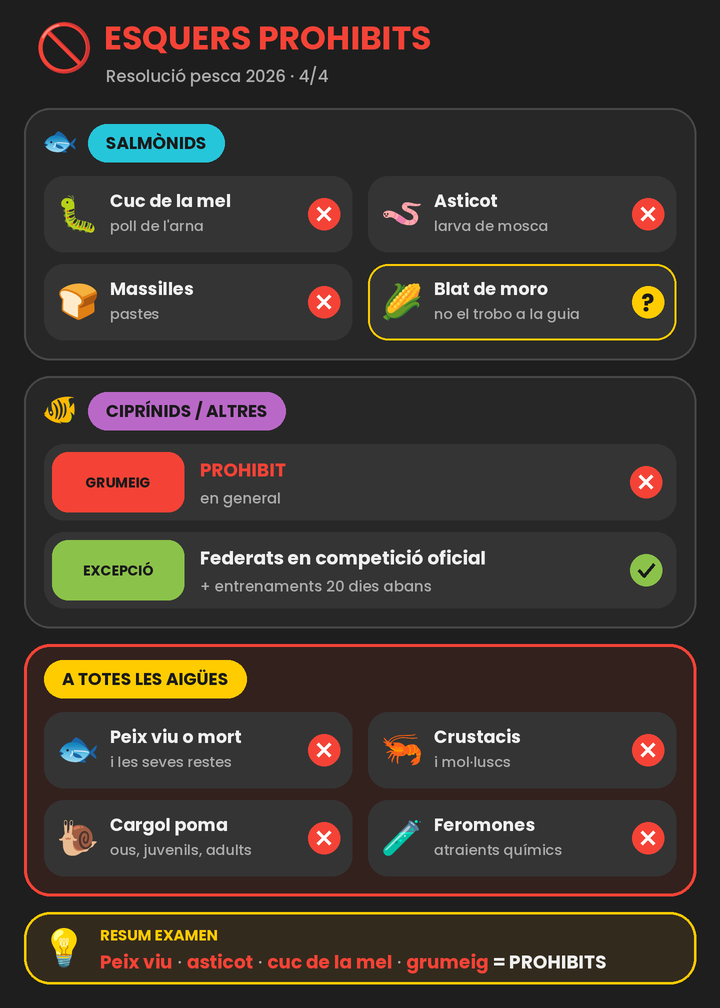 ESQUERS PROHIBITS
Resolució pesca 2026 · 4/4
SALMÒNIDS
Cuc de la mel
poll de l'arna
Asticot
larva de mosca
Massilles
pastes
Blat de moro
no el trobo a la guia
?
CIPRÍNIDS / ALTRES
GRUMEIG
PROHIBIT
en general
EXCEPCIÓ
Federats en competició oficial
+ entrenaments 20 dies abans
A TOTES LES AIGÜES
Peix viu o mort
i les seves restes
Crustacis
i mol·luscs
Cargol poma
ous, juvenils, adults
Feromones
atraients químics
RESUM EXAMEN
Peix viu · asticot · cuc de la mel · grumeig = PROHIBITS